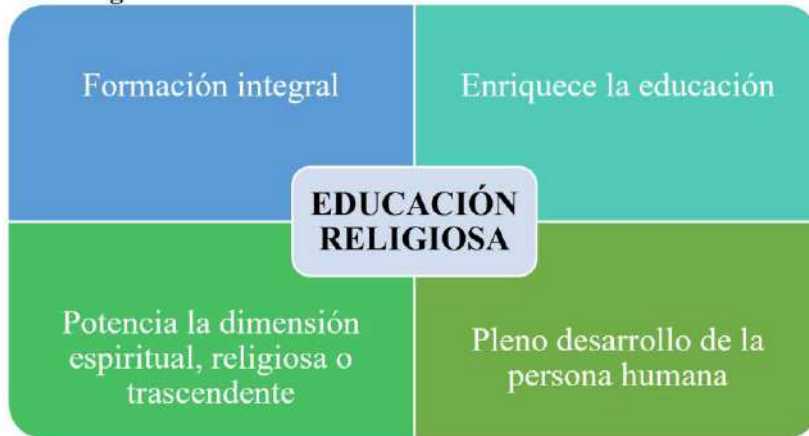 Formación integral
Enriquece la educación
EDUCACIÓN
RELIGIOSA
Potencia la dimensión
espiritual, religiosa o
trascendente
Pleno desarrollo de la
persona humana